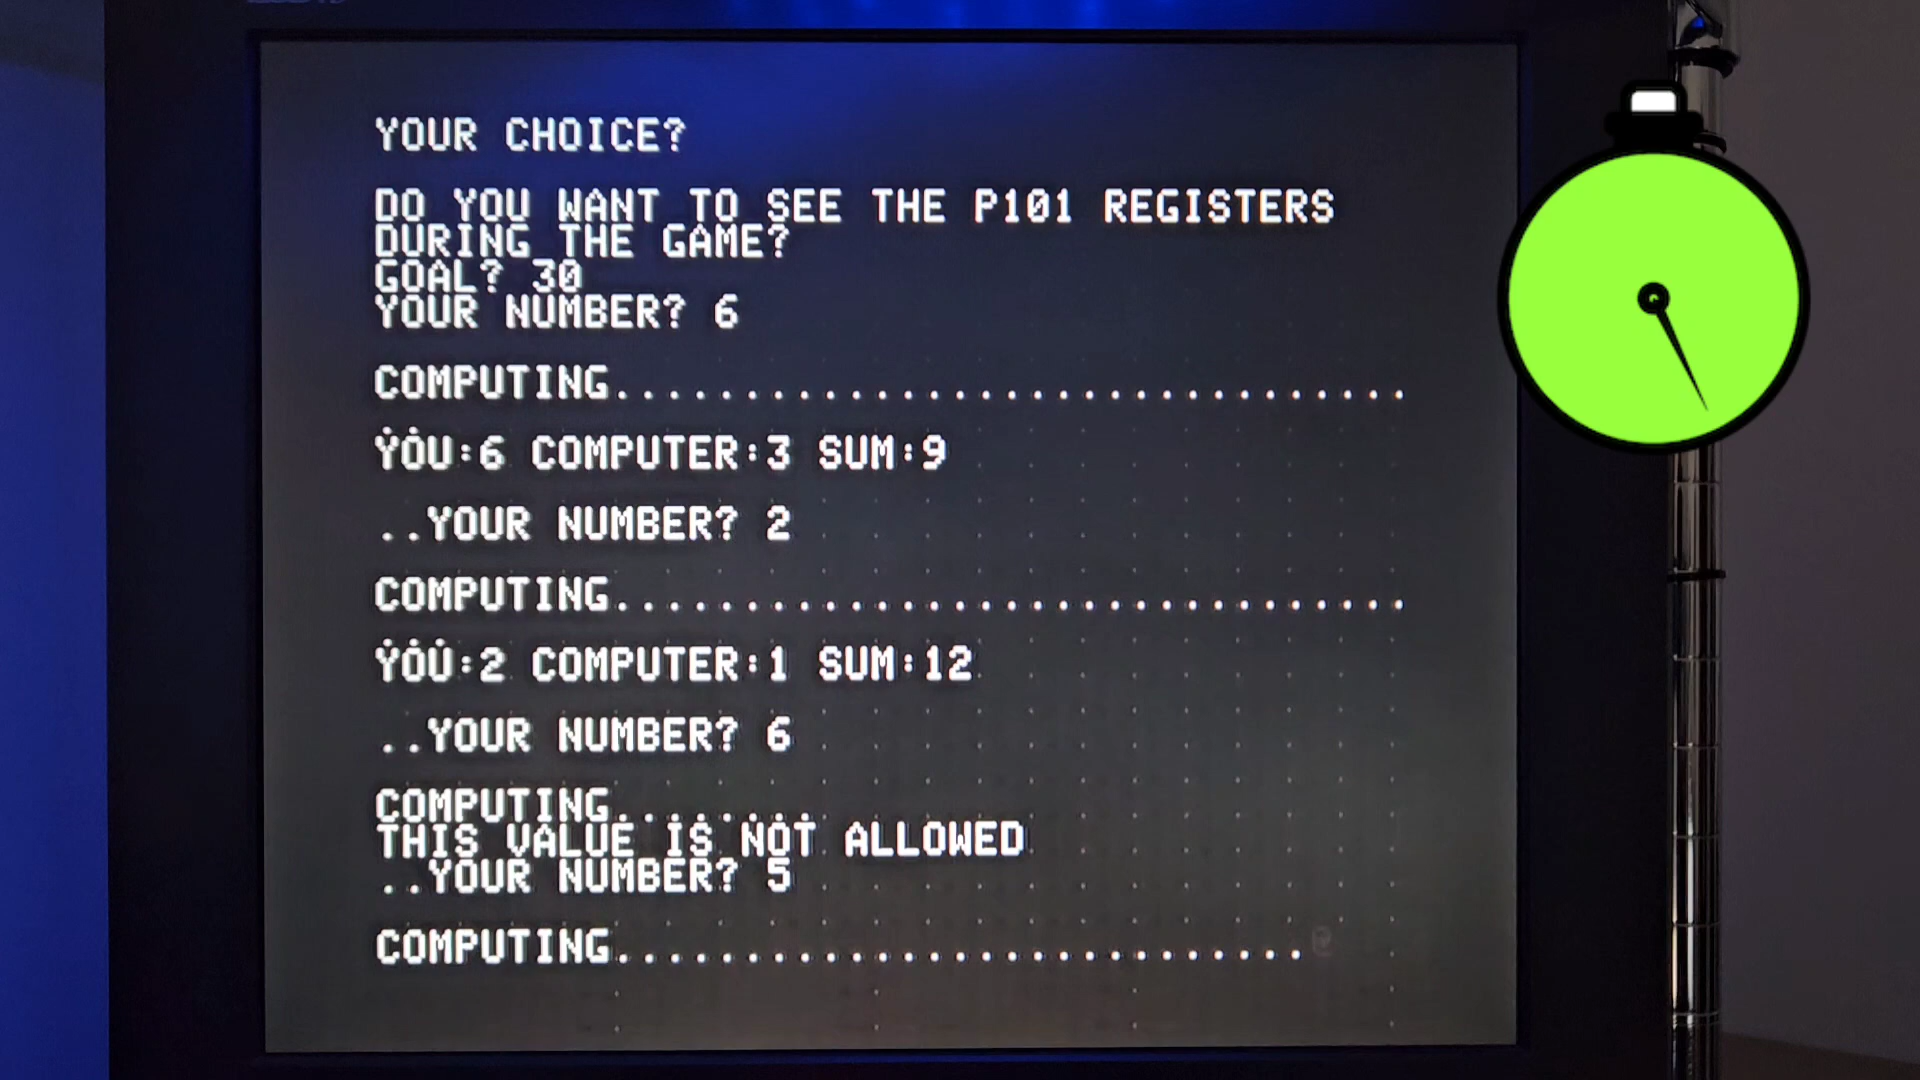 YOUR CHOICE?
DO YOU WANT TO SEE THE P101 REGISTERS
DURING THE GAME?
GOAL? 30
YOUR NUMBER? 6
COMPUTING...............................
YOU:6 COMPUTER:3 SUM:9
..YOUR NUMBER? 2
COMPUTING...............................
YOU:2 COMPUTER:1 SUM:12
..YOUR NUMBER? 6
COMPUTING........
THIS VALUE IS NOT ALLOWED
..YOUR NUMBER? 5
COMPUTING...........................